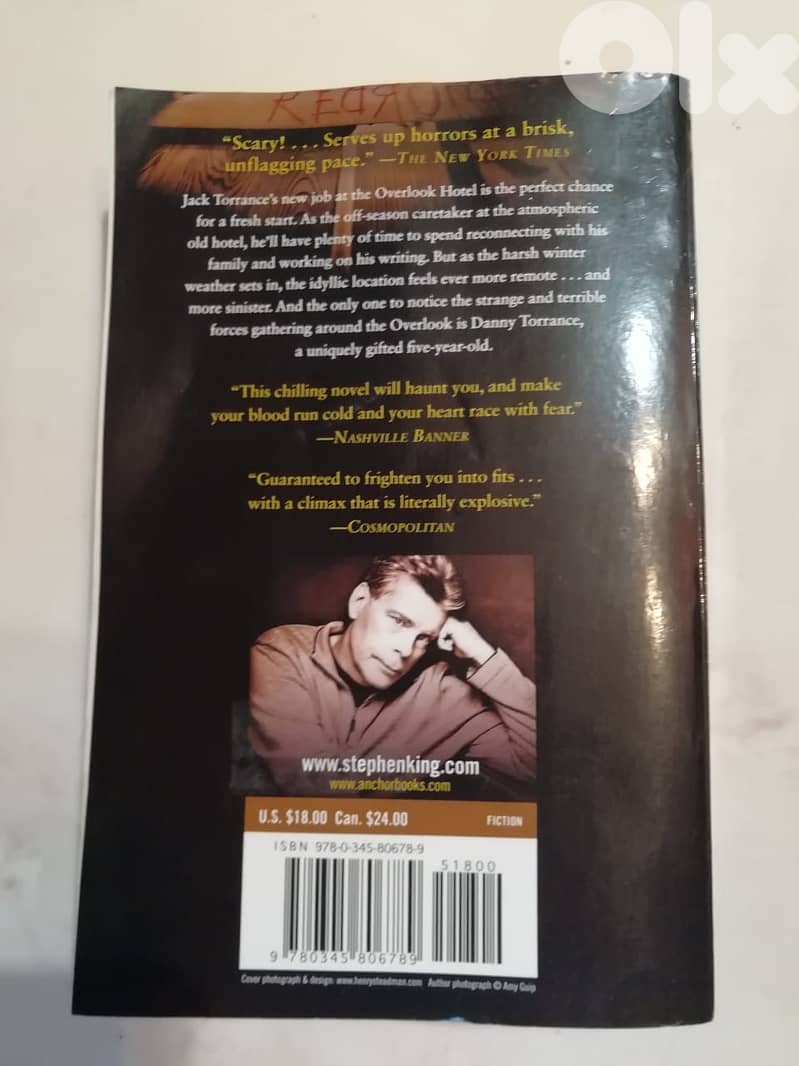 olx
REDR
"Scary! . . . Serves up horrors at a brisk,
unflagging pace." —THE NEW YORK TIMES
Jack Torrance's new job at the Overlook Hotel is the perfect chance
for a fresh start. As the off-season caretaker at the atmospheric
old hotel, he'll have plenty of time to spend reconnecting with his
family and working on his writing. But as the harsh winter
weather sets in, the idyllic location feels ever more remote . . . and
more sinister. And the only one to notice the strange and terrible
forces gathering around the Overlook is Danny Torrance,
a uniquely gifted five-year-old.
"This chilling novel will haunt you, and make
your blood run cold and your heart race with fear."
—NASHVILLE BANNER
"Guaranteed to frighten you into fits . . .
with a climax that is literally explosive."
—COSMOPOLITAN
www.stephenking.com
www.anchorbooks.com
U.S. $18.00 Can. $24.00 FICTION
ISBN 978-0-345-80678-9
51800
9 780345 806789
Cover photograph & design: www.henrysteadman.com Author photograph © Amy Guip